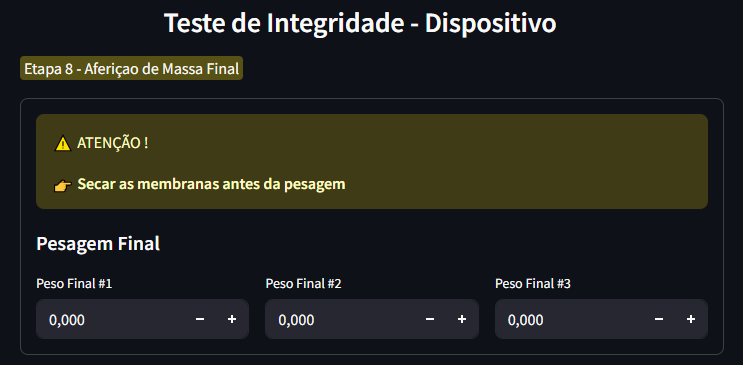 Teste de Integridade - Dispositivo
Etapa 8 - Aferiçao de Massa Final
⚠️ ATENÇÃO !
👉 Secar as membranas antes da pesagem
Pesagem Final
Peso Final #1 Peso Final #2 Peso Final #3
0,000 − + 0,000 − + 0,000 − +